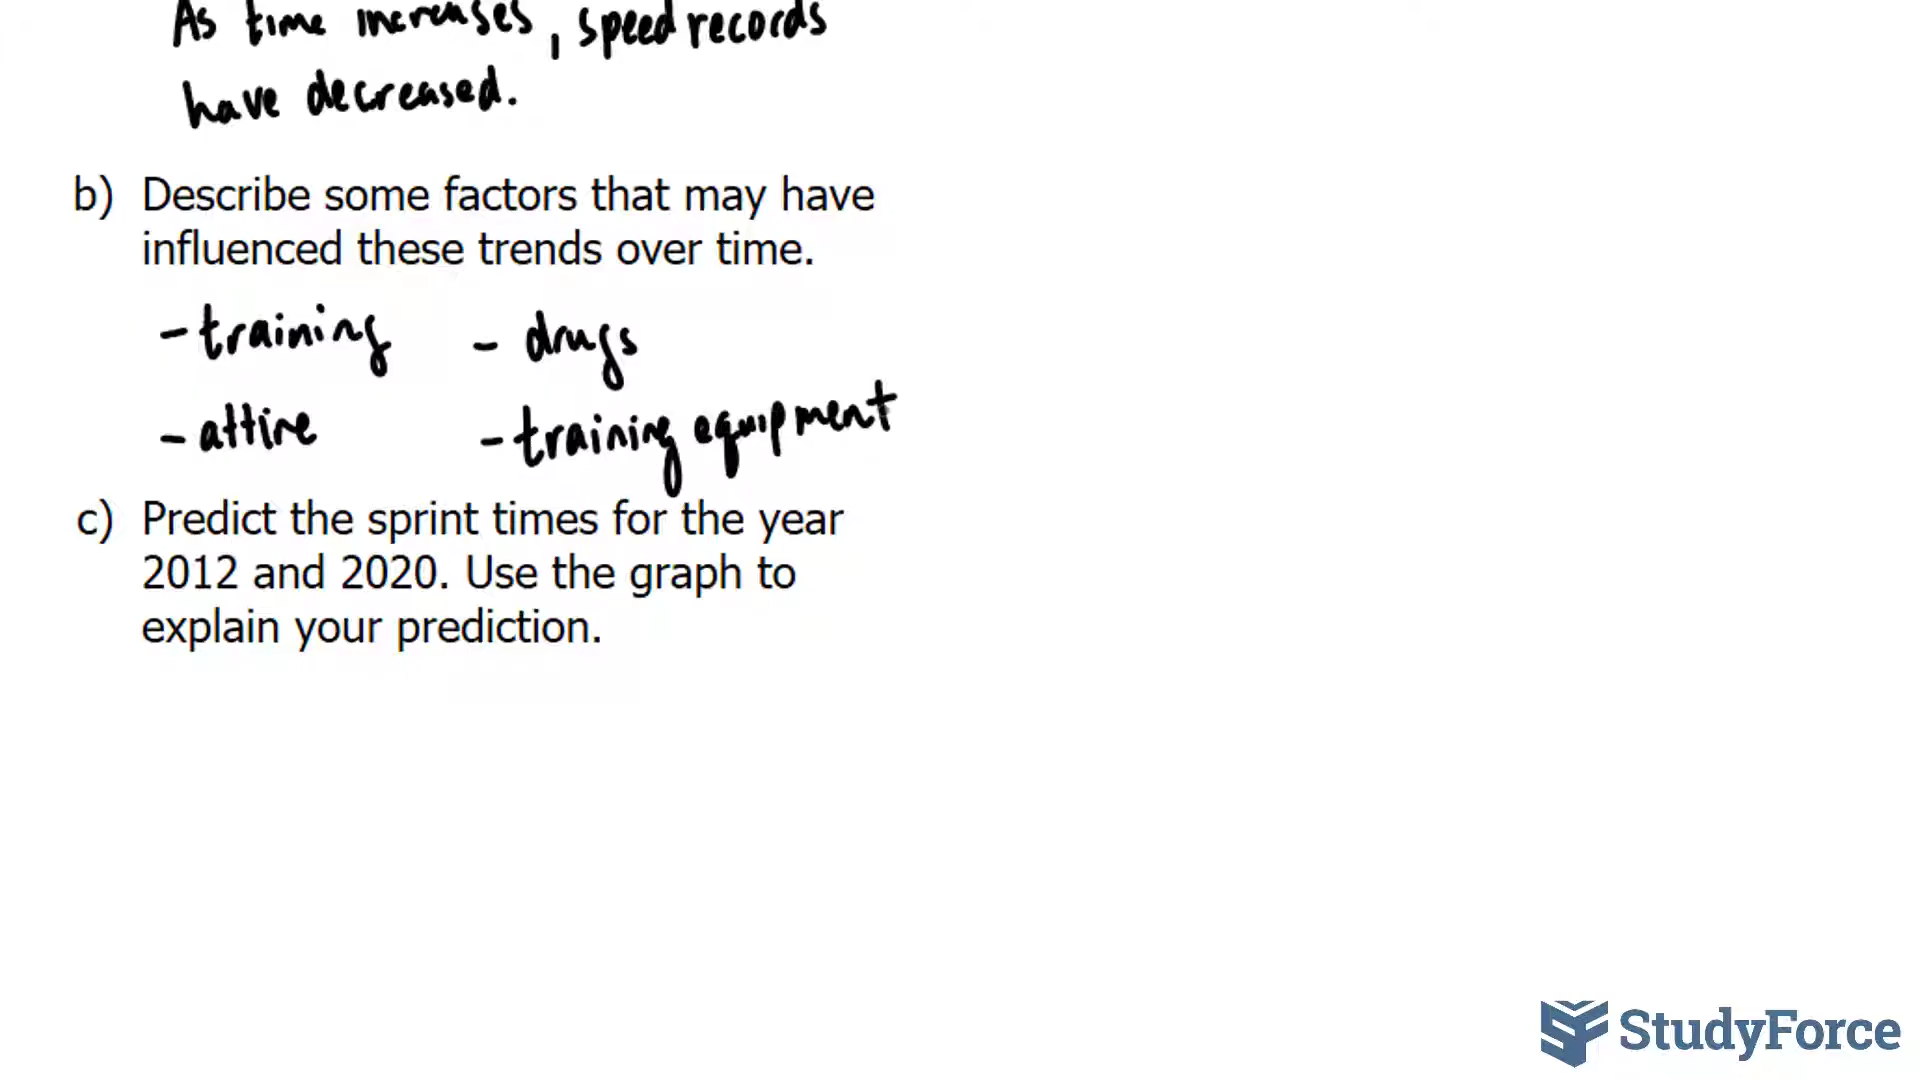 As time increases, speed records
have decreased.
b) Describe some factors that may have
influenced these trends over time.
- training - drugs
- attire - training equipment
c) Predict the sprint times for the year
2012 and 2020. Use the graph to
explain your prediction.
StudyForce